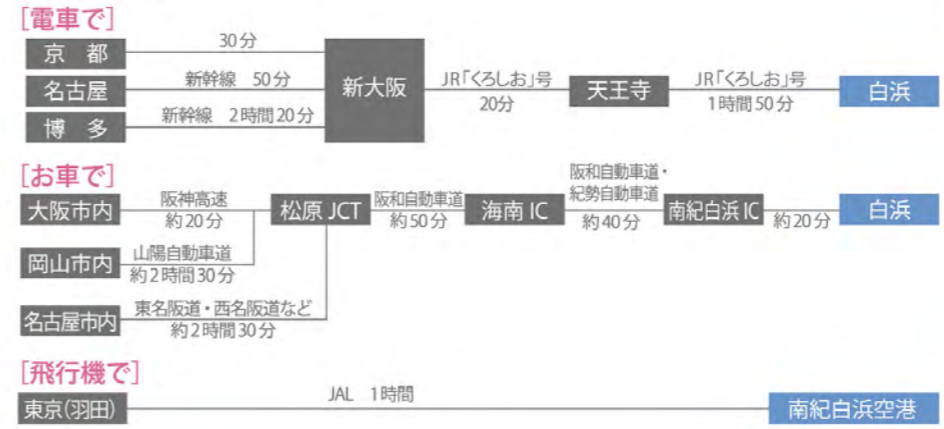 [電車で]
京 都
30分
名古屋
新幹線 50分
博 多
新幹線 2時間20分
新大阪
JR「くろしお」号
20分
天王寺
JR「くろしお」号
1時間50分
白浜
[お車で]
大阪市内
阪神高速
約20分
岡山市内
山陽自動車道
約2時間30分
名古屋市内
東名阪道・西名阪道など
約2時間30分
松原 JCT
阪和自動車道
約50分
海南 IC
阪和自動車道・
紀勢自動車道
約40分
南紀白浜 IC
約20分
白浜
[飛行機で]
東京(羽田)
JAL 1時間
南紀白浜空港